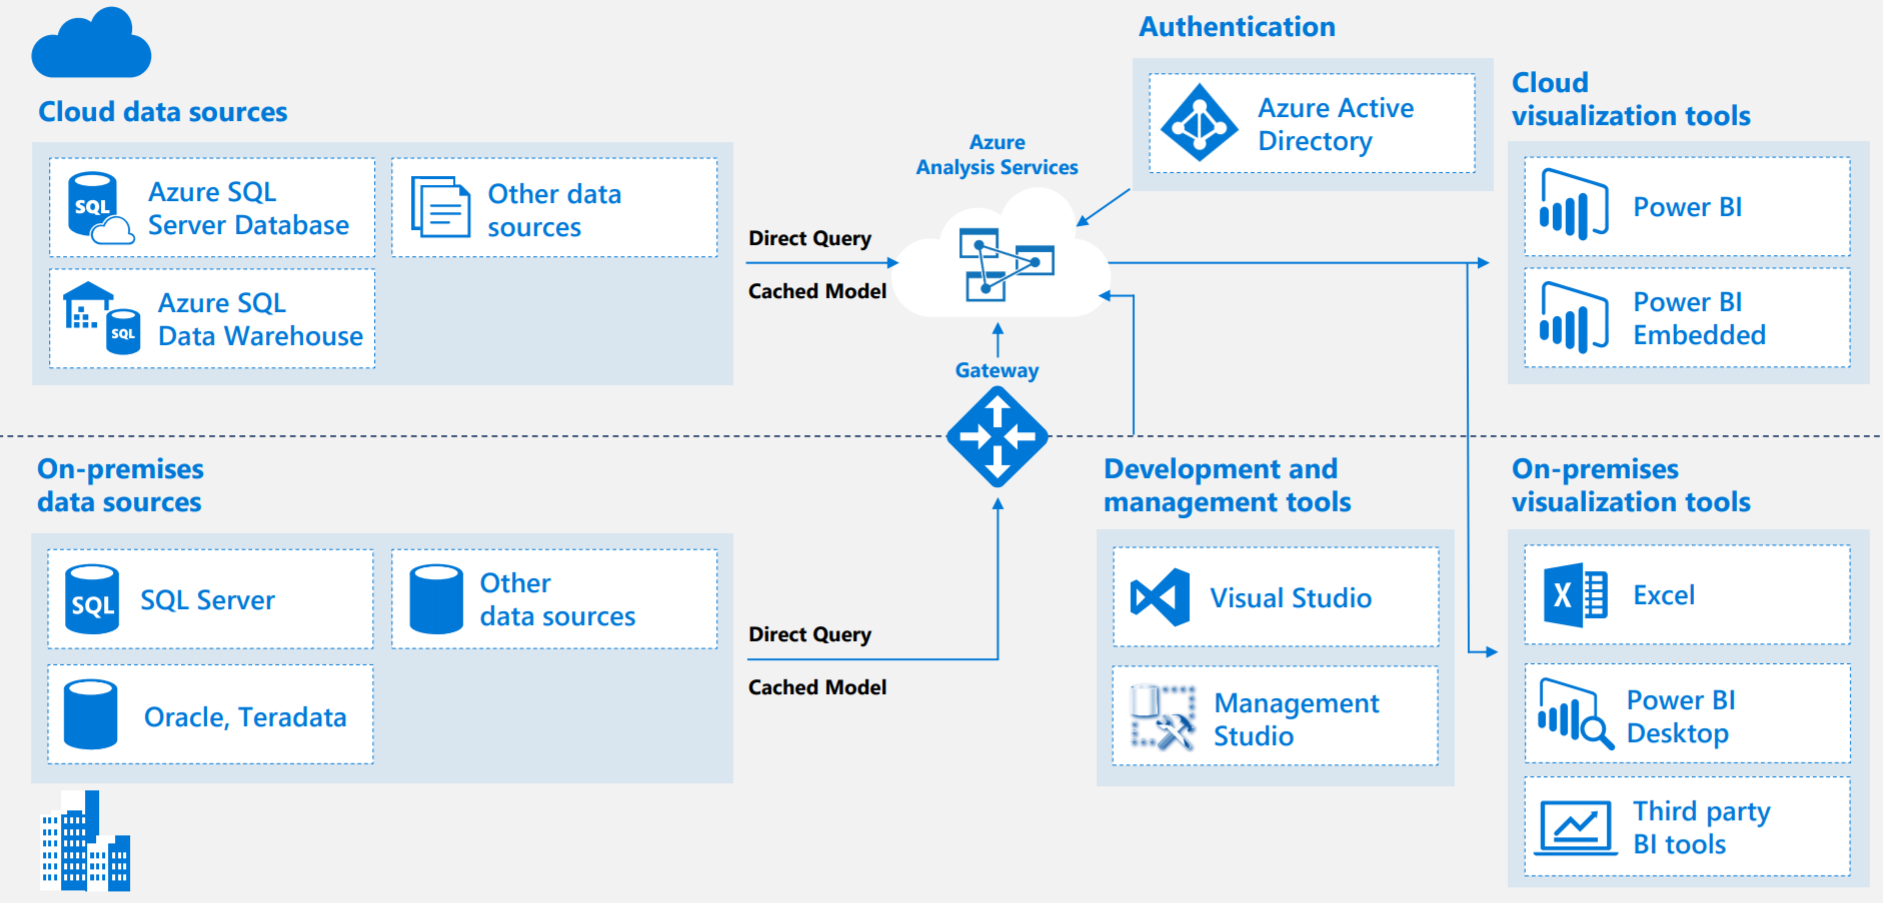 Cloud data sources
SQL
Azure SQL
Server Database
Other data
sources
SQL
Azure SQL
Data Warehouse
Direct Query
Cached Model
Azure
Analysis Services
Authentication
Azure Active
Directory
Cloud
visualization tools
Power BI
Power BI
Embedded
Gateway
On-premises
data sources
SQL
SQL Server
Other
data sources
Oracle, Teradata
Direct Query
Cached Model
Development and
management tools
Visual Studio
Management
Studio
On-premises
visualization tools
X
Excel
Power BI
Desktop
Third party
BI tools